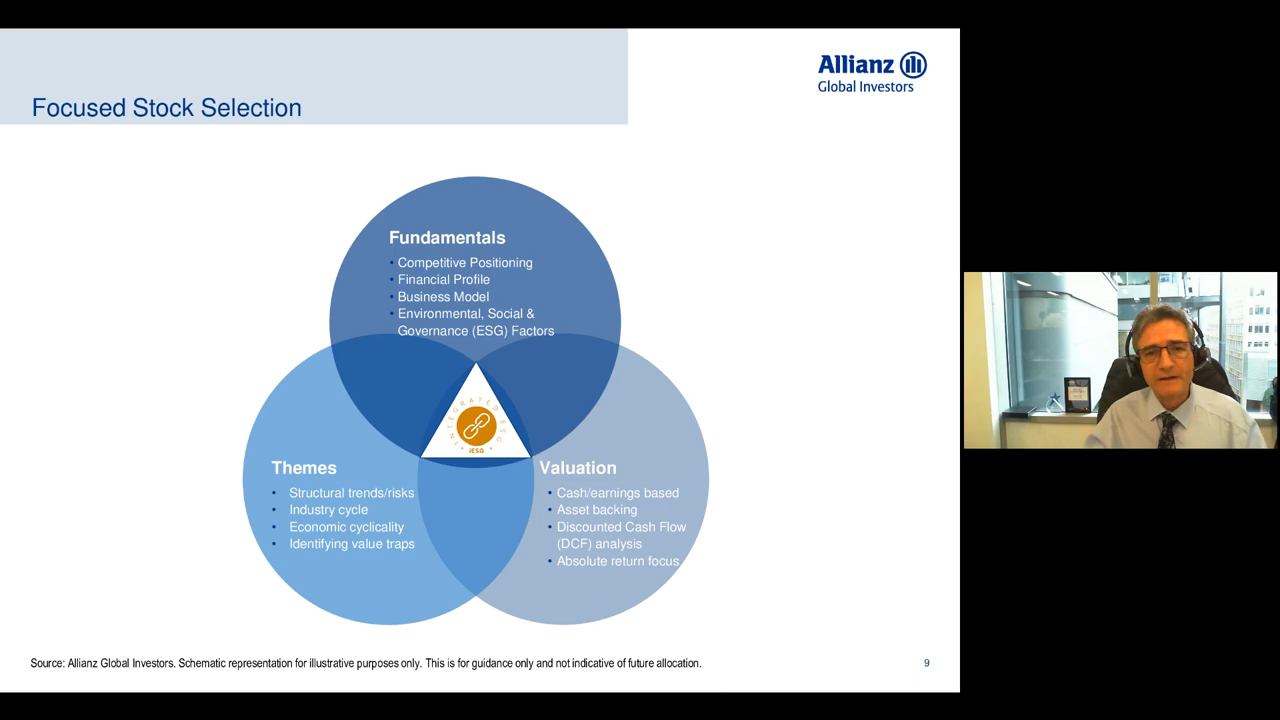 Allianz
Global Investors
Focused Stock Selection
Fundamentals
• Competitive Positioning
• Financial Profile
• Business Model
• Environmental, Social &
Governance (ESG) Factors
INTEGRATED ESG
iESG
Themes
• Structural trends/risks
• Industry cycle
• Economic cyclicality
• Identifying value traps
Valuation
• Cash/earnings based
• Asset backing
• Discounted Cash Flow
(DCF) analysis
• Absolute return focus
Source: Allianz Global Investors. Schematic representation for illustrative purposes only. This is for guidance only and not indicative of future allocation.
9